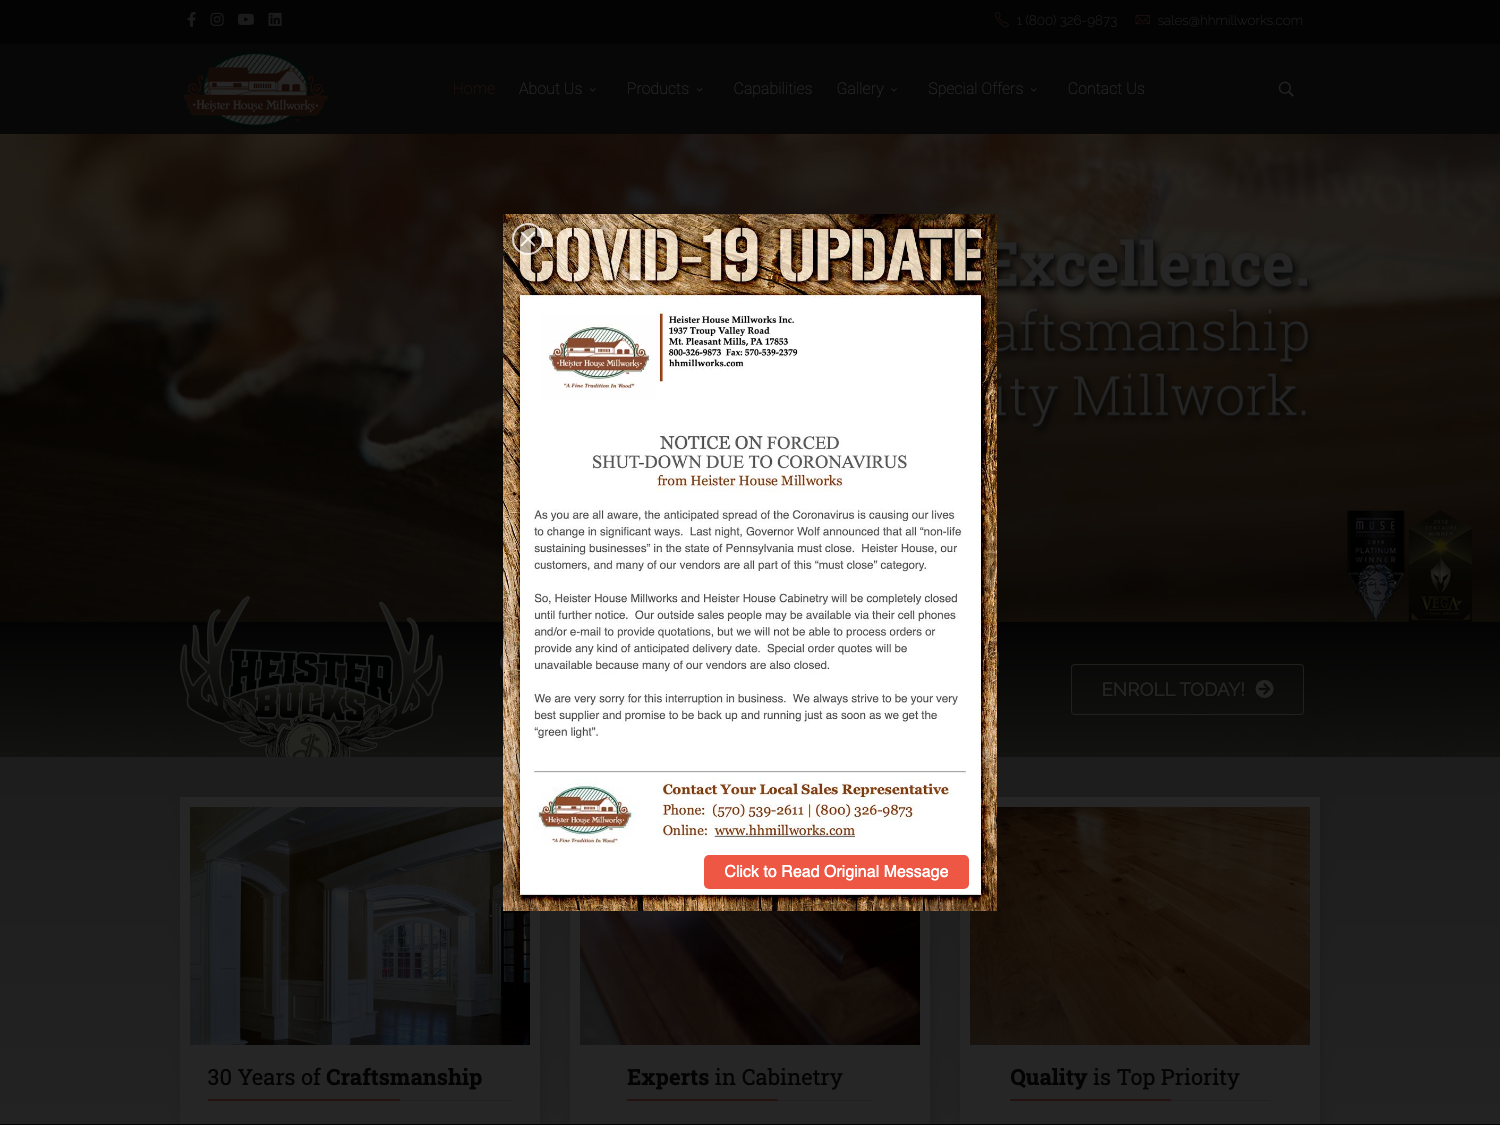 1 (800) 326-9873 sales@hhmillworks.com
Heister House Millworks
Home About Us Products Capabilities Gallery Special Offers Contact Us
COVID-19 UPDATE
Excellence.
aftsmanship
ity Millwork.
Heister House Millworks Inc.
1937 Troup Valley Road
Mt. Pleasant Mills, PA 17853
800-326-9873 Fax: 570-539-2379
hhmillworks.com
Heister House Millworks
"A Fine Tradition In Wood"
NOTICE ON FORCED
SHUT-DOWN DUE TO CORONAVIRUS
from Heister House Millworks
As you are all aware, the anticipated spread of the Coronavirus is causing our lives
to change in significant ways. Last night, Governor Wolf announced that all “non-life
sustaining businesses” in the state of Pennsylvania must close. Heister House, our
customers, and many of our vendors are all part of this “must close” category.
So, Heister House Millworks and Heister House Cabinetry will be completely closed
until further notice. Our outside sales people may be available via their cell phones
and/or e-mail to provide quotations, but we will not be able to process orders or
provide any kind of anticipated delivery date. Special order quotes will be
unavailable because many of our vendors are also closed.
We are very sorry for this interruption in business. We always strive to be your very
best supplier and promise to be back up and running just as soon as we get the
“green light”.
Heister House Millworks
"A Fine Tradition In Wood"
Contact Your Local Sales Representative
Phone: (570) 539-2611 | (800) 326-9873
Online: www.hhmillworks.com
Click to Read Original Message
MUSE
PLATINUM
WINNER
VEGA
HEISTER
BUCKS
ENROLL TODAY!
30 Years of Craftsmanship
Experts in Cabinetry
Quality is Top Priority